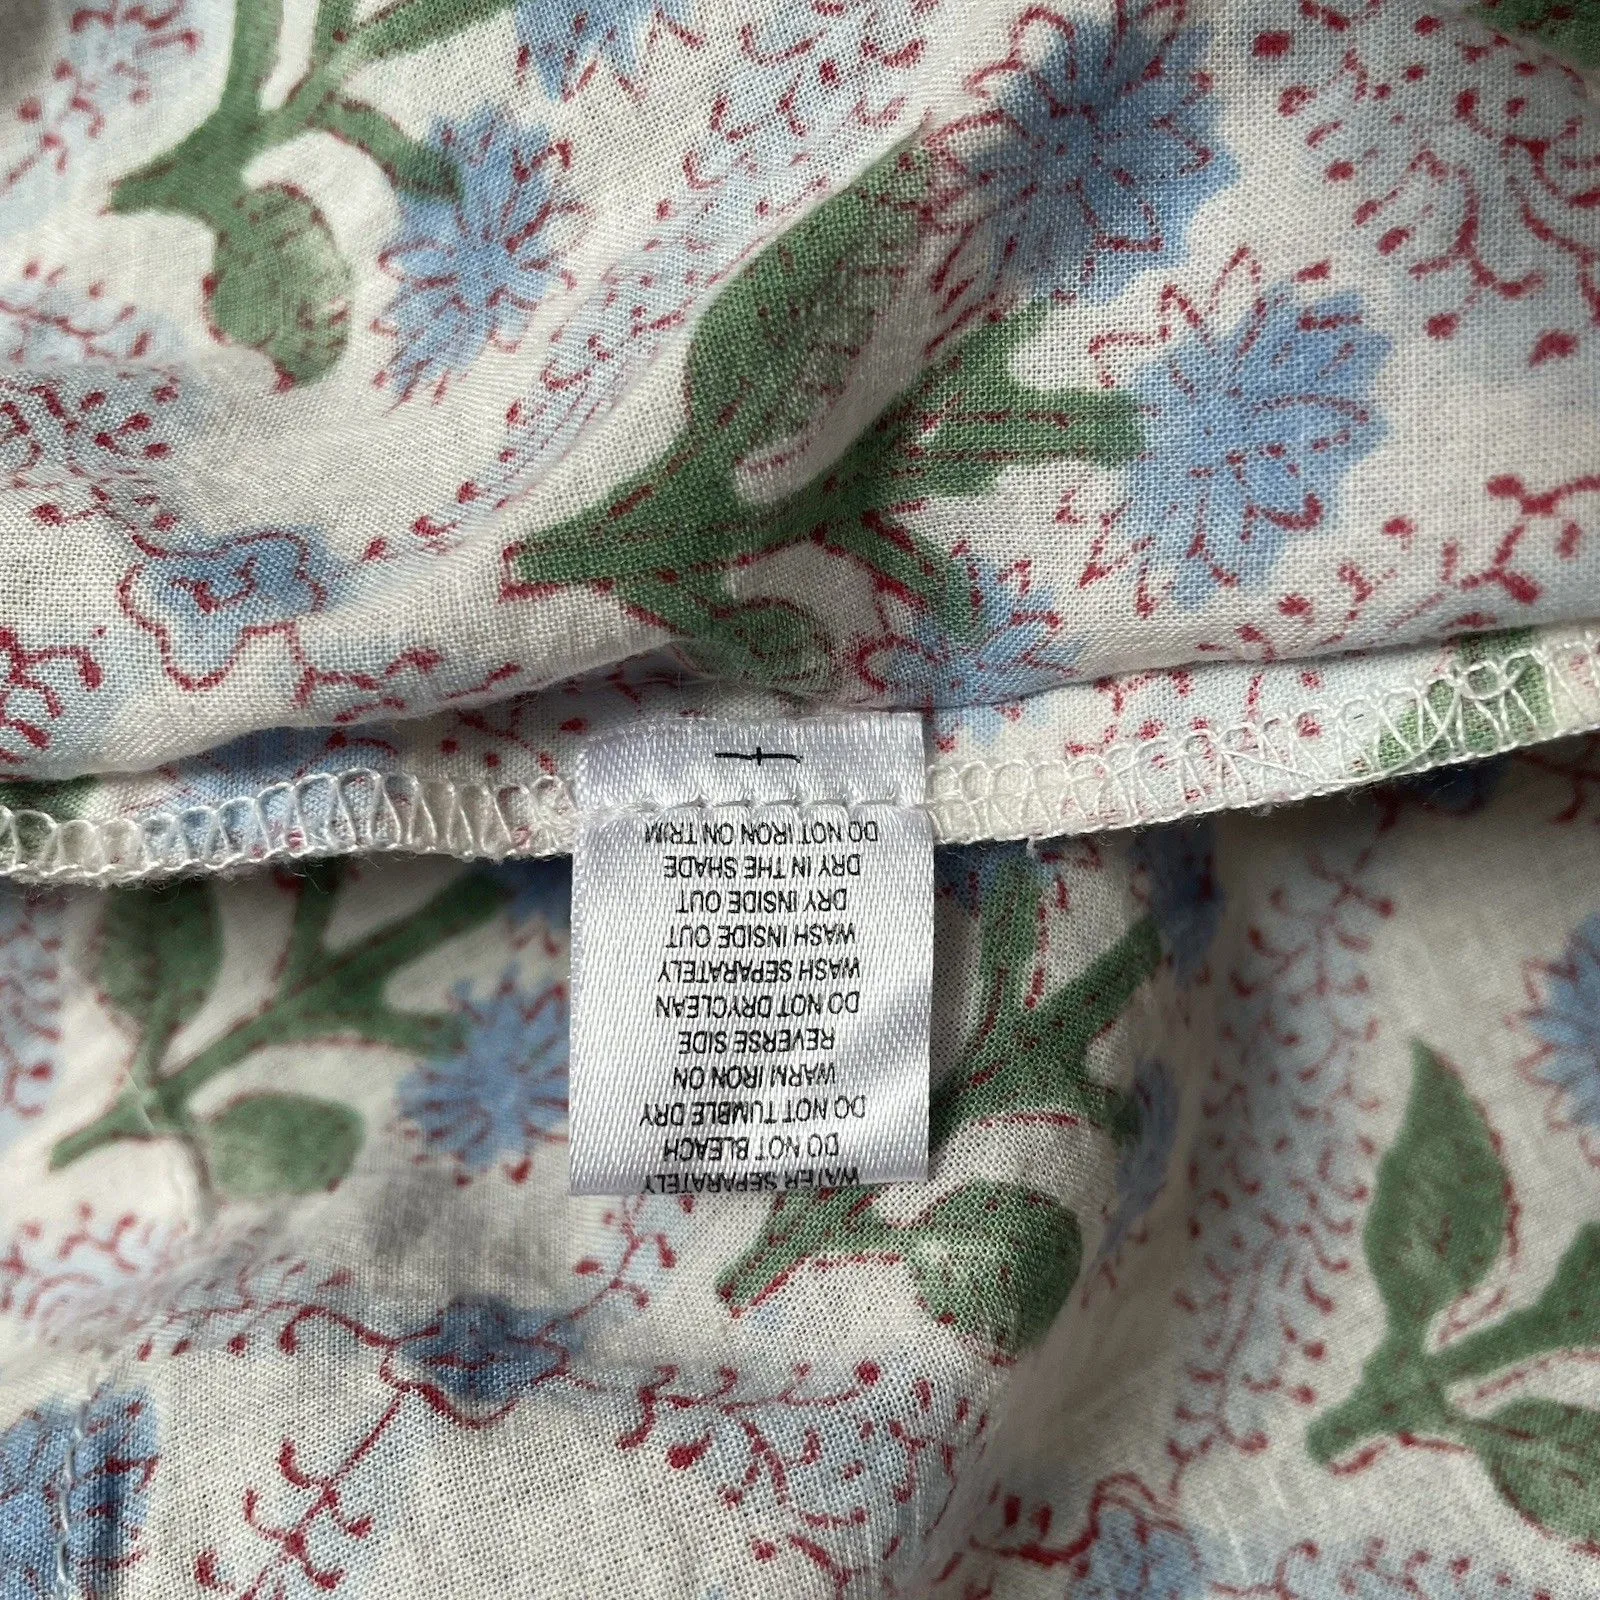 WATER SEPARATELY
DO NOT BLEACH
DO NOT TUMBLE DRY
WARM IRON ON
REVERSE SIDE
DO NOT DRYCLEAN
WASH SEPARATELY
WASH INSIDE OUT
DRY INSIDE OUT
DRY IN THE SHADE
DO NOT IRON ON TRIM